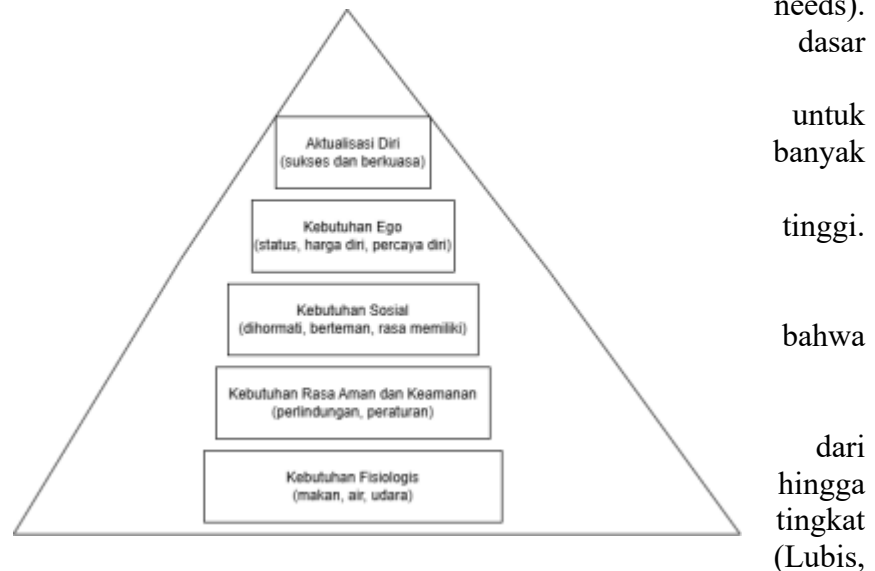 needs).
dasar
untuk
banyak
tinggi.
bahwa
dari
hingga
tingkat
(Lubis,
Aktualisasi Diri
(sukses dan berkuasa)
Kebutuhan Ego
(status, harga diri, percaya diri)
Kebutuhan Sosial
(dihormati, berteman, rasa memiliki)
Kebutuhan Rasa Aman dan Keamanan
(perlindungan, peraturan)
Kebutuhan Fisiologis
(makan, air, udara)